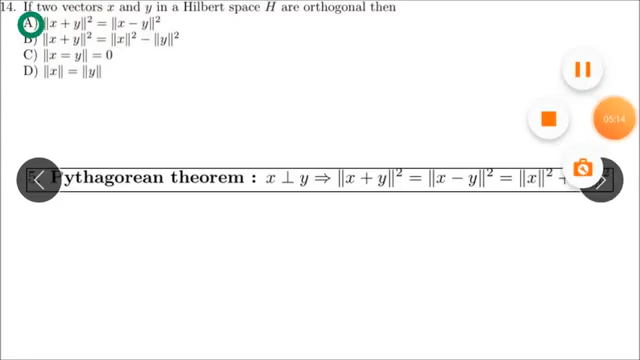 14. If two vectors x and y in a Hilbert space H are orthogonal then
A) ‖x + y‖² = ‖x − y‖²
B) ‖x + y‖² = ‖x‖² − ‖y‖²
C) ‖x = y‖ = 0
D) ‖x‖ = ‖y‖
05:14
Pythagorean theorem : x ⊥ y ⇒ ‖x + y‖² = ‖x − y‖² = ‖x‖² +